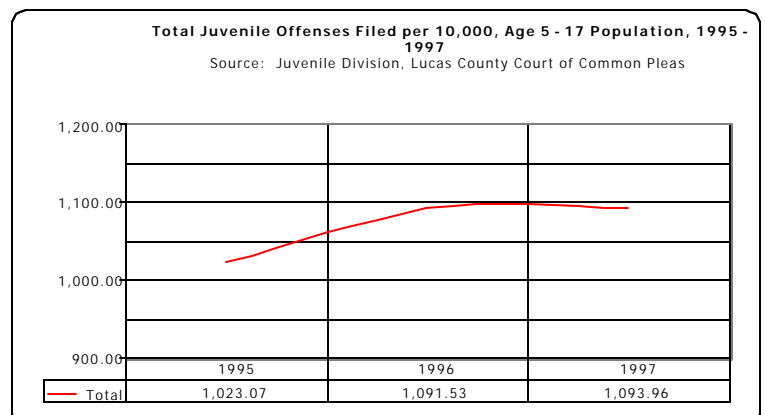 Total Juvenile Offenses Filed per 10,000, Age 5 - 17 Population, 1995 -
1997
Source: Juvenile Division, Lucas County Court of Common Pleas
1,200.00
1,100.00
1,000.00
900.00
1995 1996 1997
Total 1,023.07 1,091.53 1,093.96